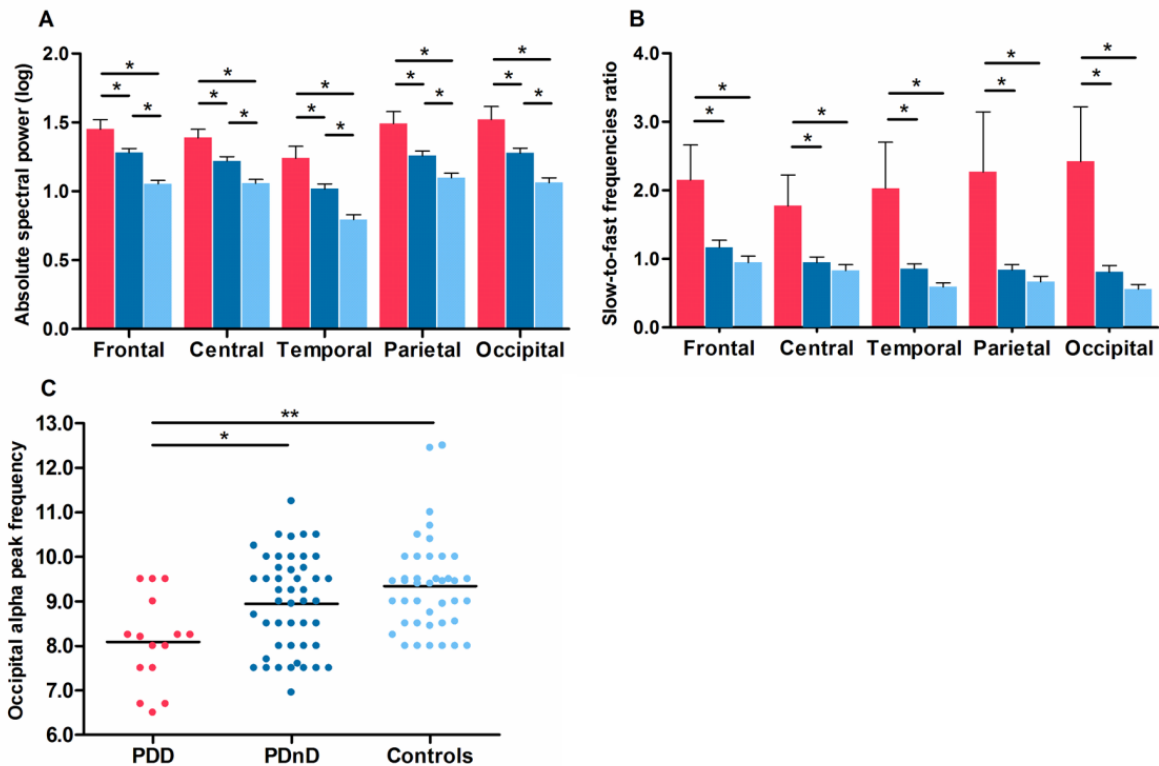 A
Absolute spectral power (log)
2.0
1.5
1.0
0.5
0.0
* * * * * * * * * * * * * * *
Frontal Central Temporal Parietal Occipital
B
Slow-to-fast frequencies ratio
4.0
3.0
2.0
1.0
0.0
* * * * * * * * * *
Frontal Central Temporal Parietal Occipital
C
Occipital alpha peak frequency
13.0
12.0
11.0
10.0
9.0
8.0
7.0
6.0
**
*
PDD PDnD Controls